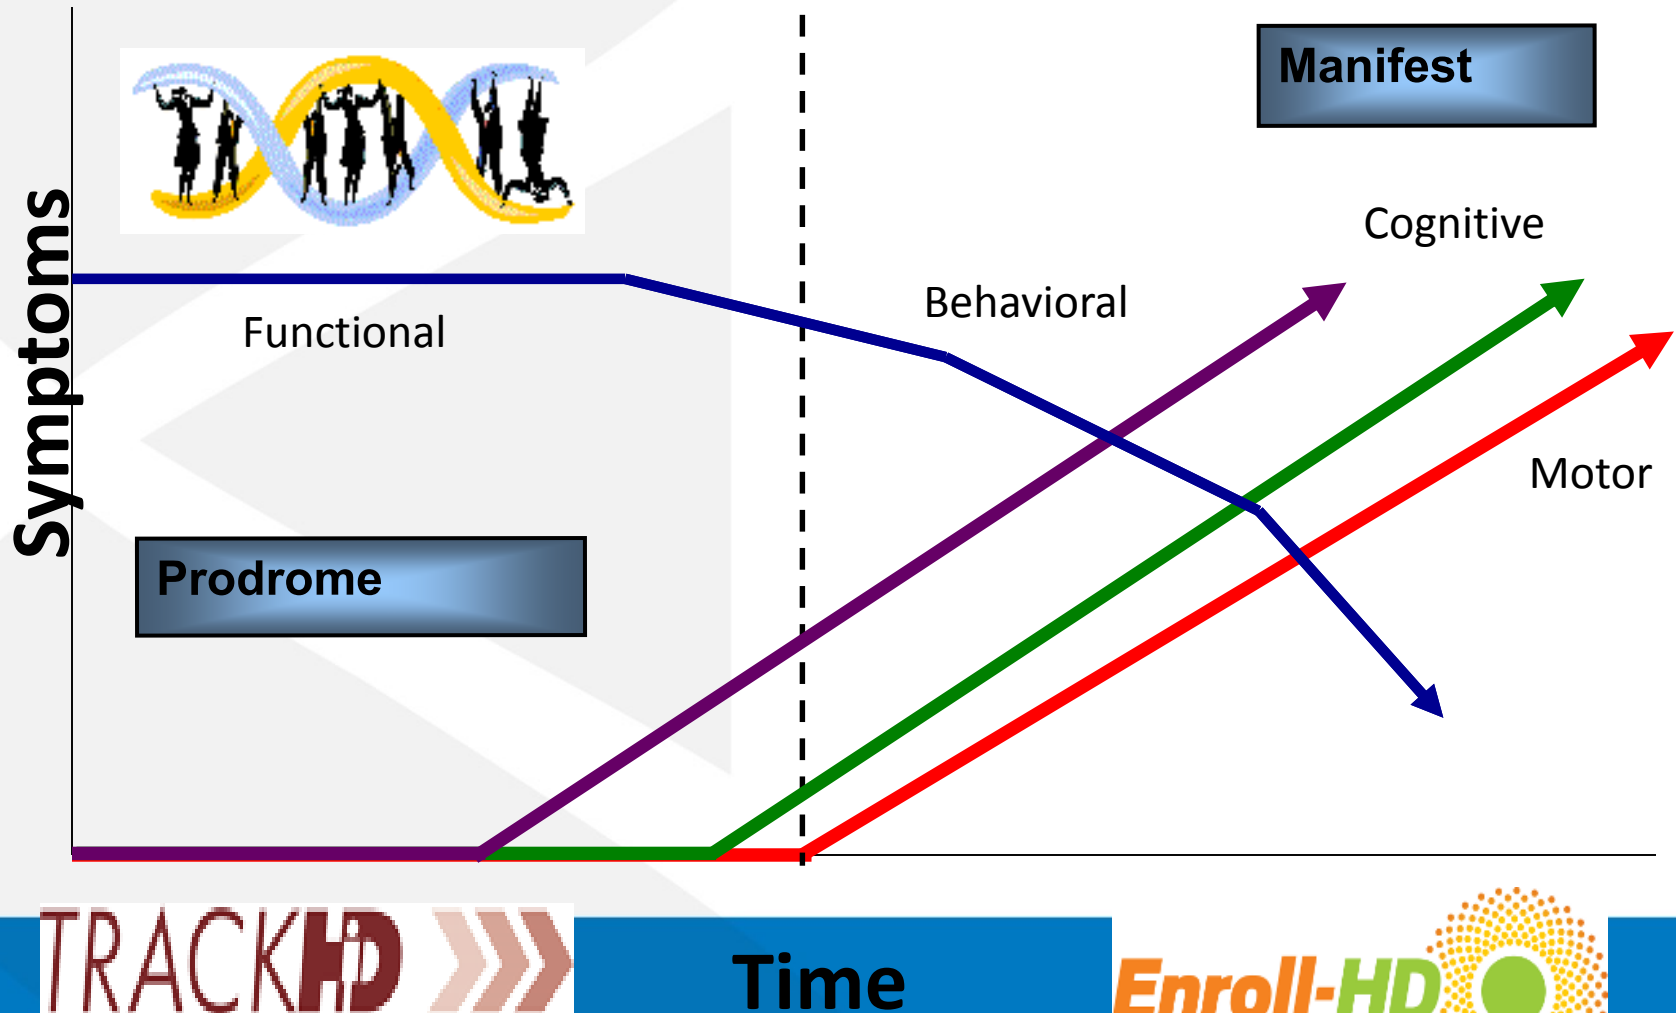 Manifest
Cognitive
Behavioral
Functional
Symptoms
Motor
Prodrome
TRACKHD
Time
Enroll-HD